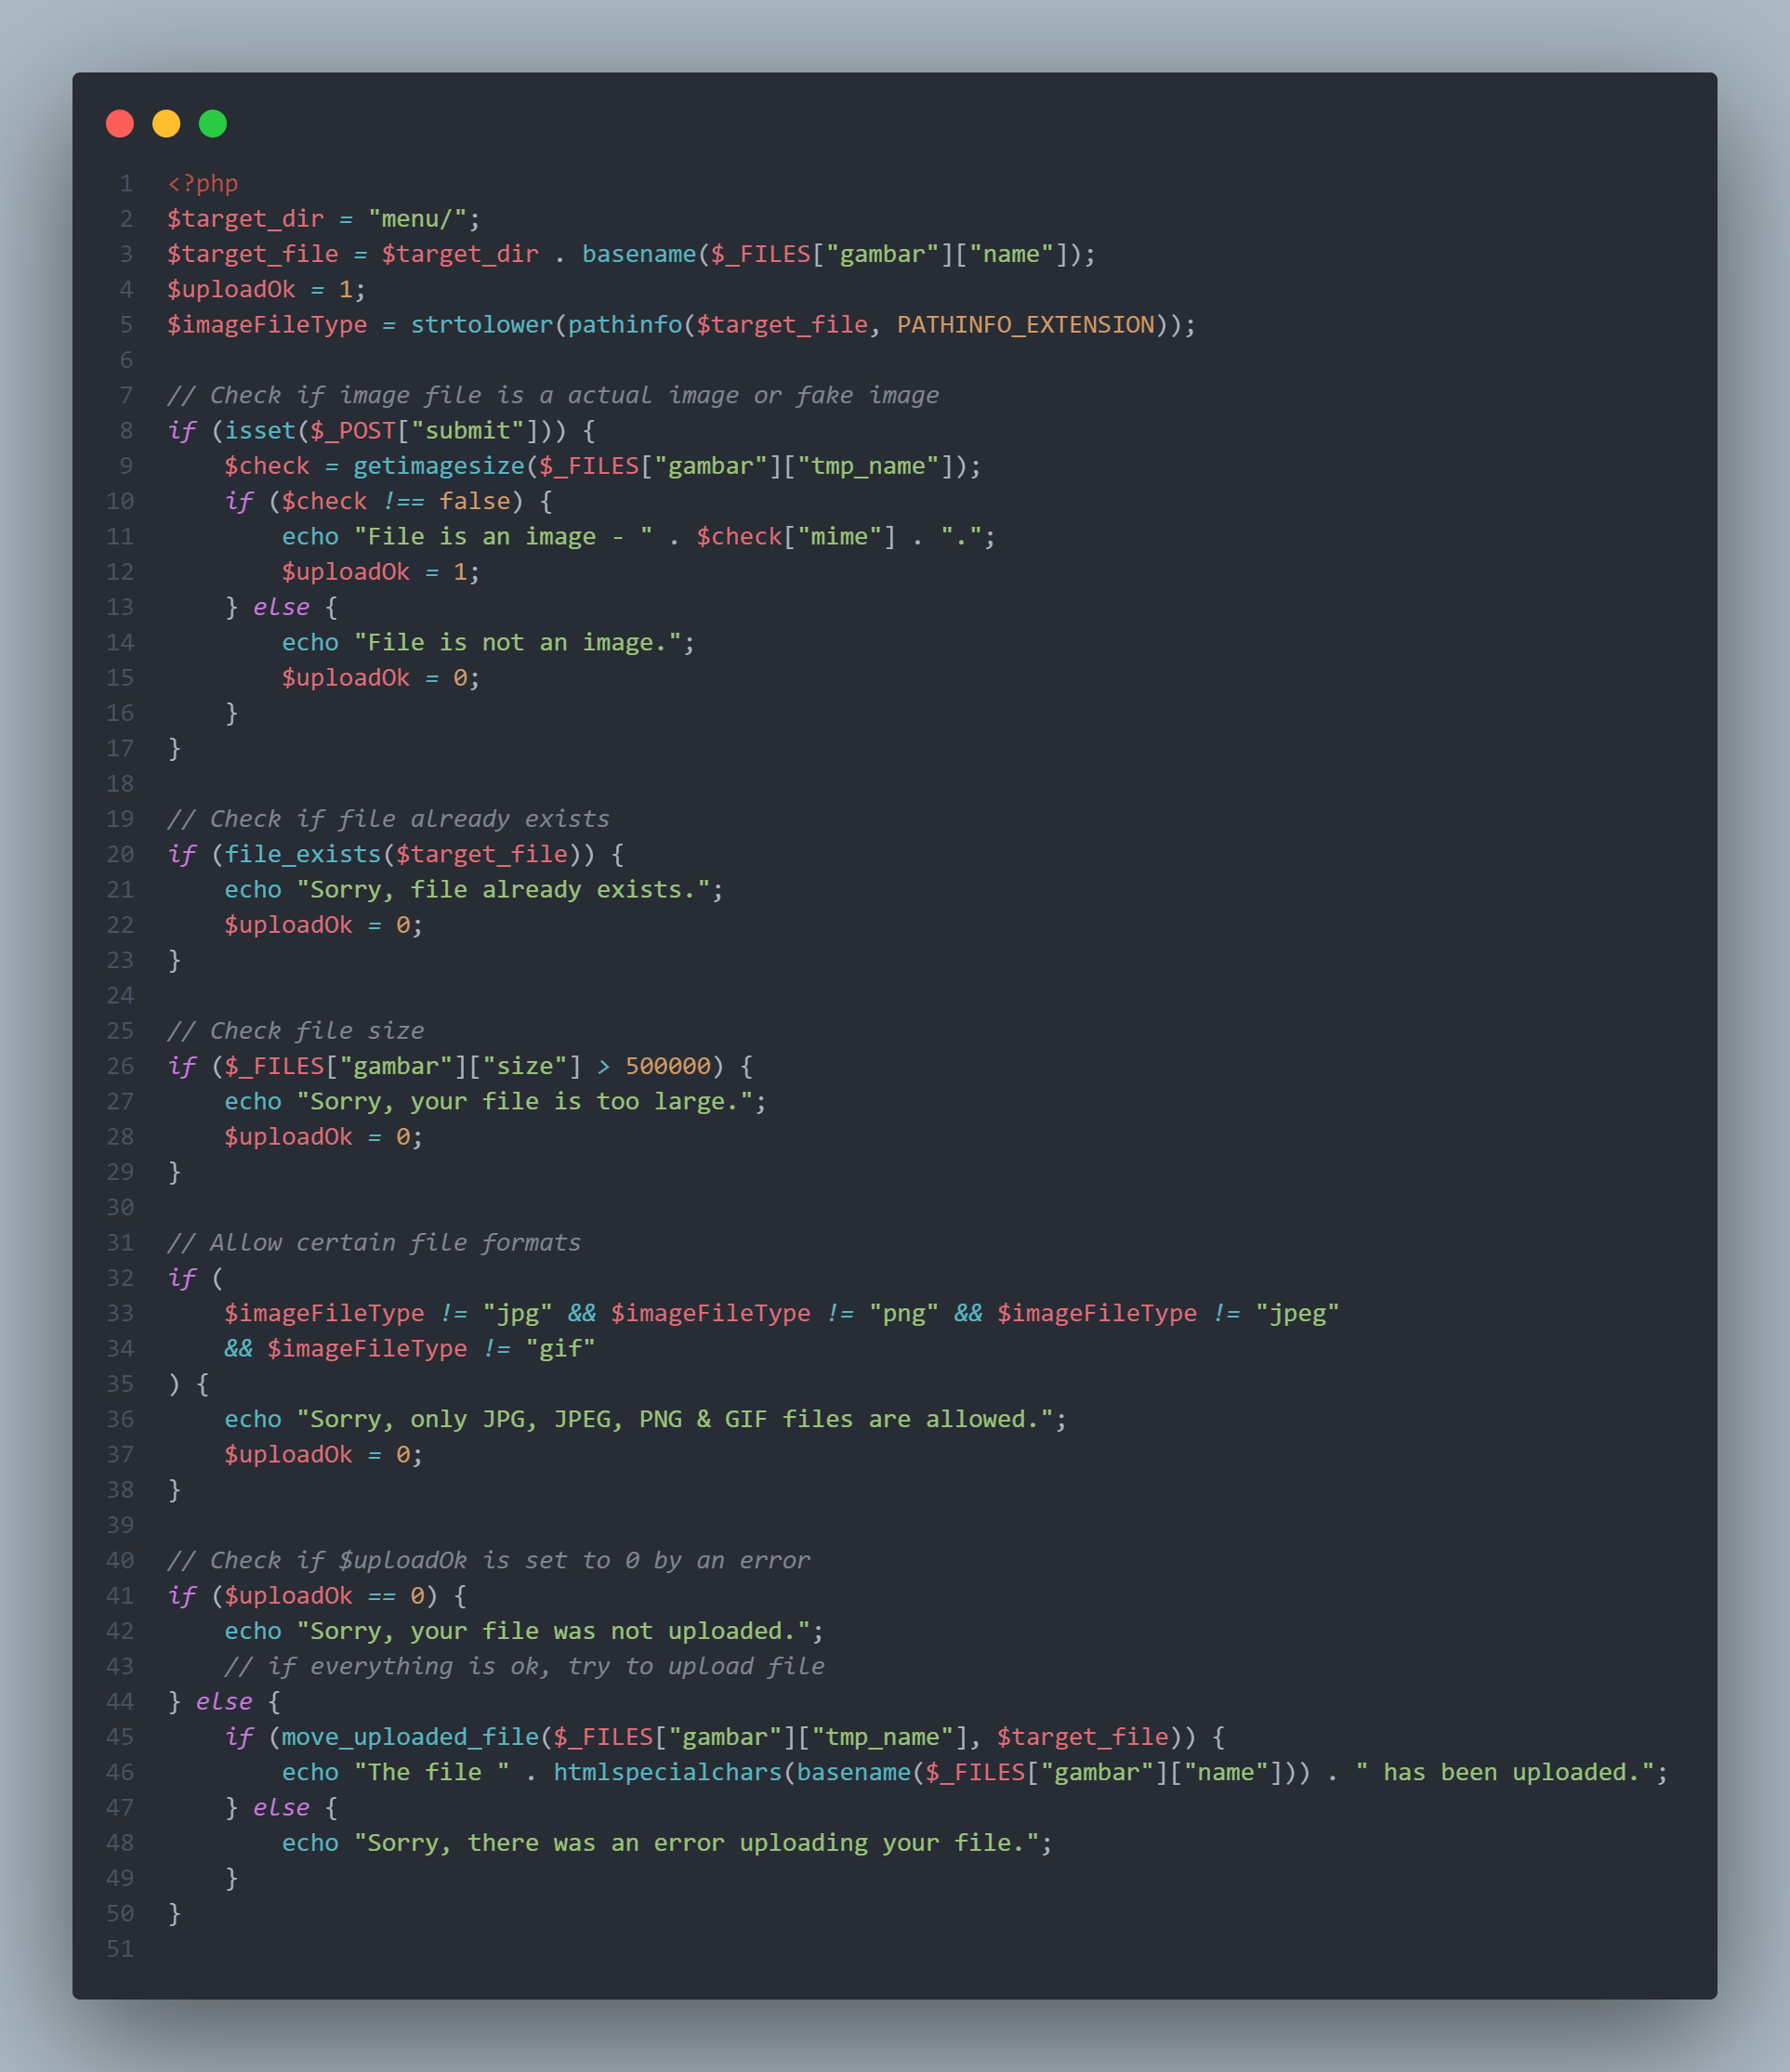 1 <?php
2 $target_dir = "menu/";
3 $target_file = $target_dir . basename($_FILES["gambar"]["name"]);
4 $uploadOk = 1;
5 $imageFileType = strtolower(pathinfo($target_file, PATHINFO_EXTENSION));
6
7 // Check if image file is a actual image or fake image
8 if (isset($_POST["submit"])) {
9     $check = getimagesize($_FILES["gambar"]["tmp_name"]);
10     if ($check !== false) {
11         echo "File is an image - " . $check["mime"] . ".";
12         $uploadOk = 1;
13     } else {
14         echo "File is not an image.";
15         $uploadOk = 0;
16     }
17 }
18
19 // Check if file already exists
20 if (file_exists($target_file)) {
21     echo "Sorry, file already exists.";
22     $uploadOk = 0;
23 }
24
25 // Check file size
26 if ($_FILES["gambar"]["size"] > 500000) {
27     echo "Sorry, your file is too large.";
28     $uploadOk = 0;
29 }
30
31 // Allow certain file formats
32 if (
33     $imageFileType != "jpg" && $imageFileType != "png" && $imageFileType != "jpeg"
34     && $imageFileType != "gif"
35 ) {
36     echo "Sorry, only JPG, JPEG, PNG & GIF files are allowed.";
37     $uploadOk = 0;
38 }
39
40 // Check if $uploadOk is set to 0 by an error
41 if ($uploadOk == 0) {
42     echo "Sorry, your file was not uploaded.";
43     // if everything is ok, try to upload file
44 } else {
45     if (move_uploaded_file($_FILES["gambar"]["tmp_name"], $target_file)) {
46         echo "The file " . htmlspecialchars(basename($_FILES["gambar"]["name"])) . " has been uploaded.";
47     } else {
48         echo "Sorry, there was an error uploading your file.";
49     }
50 }
51